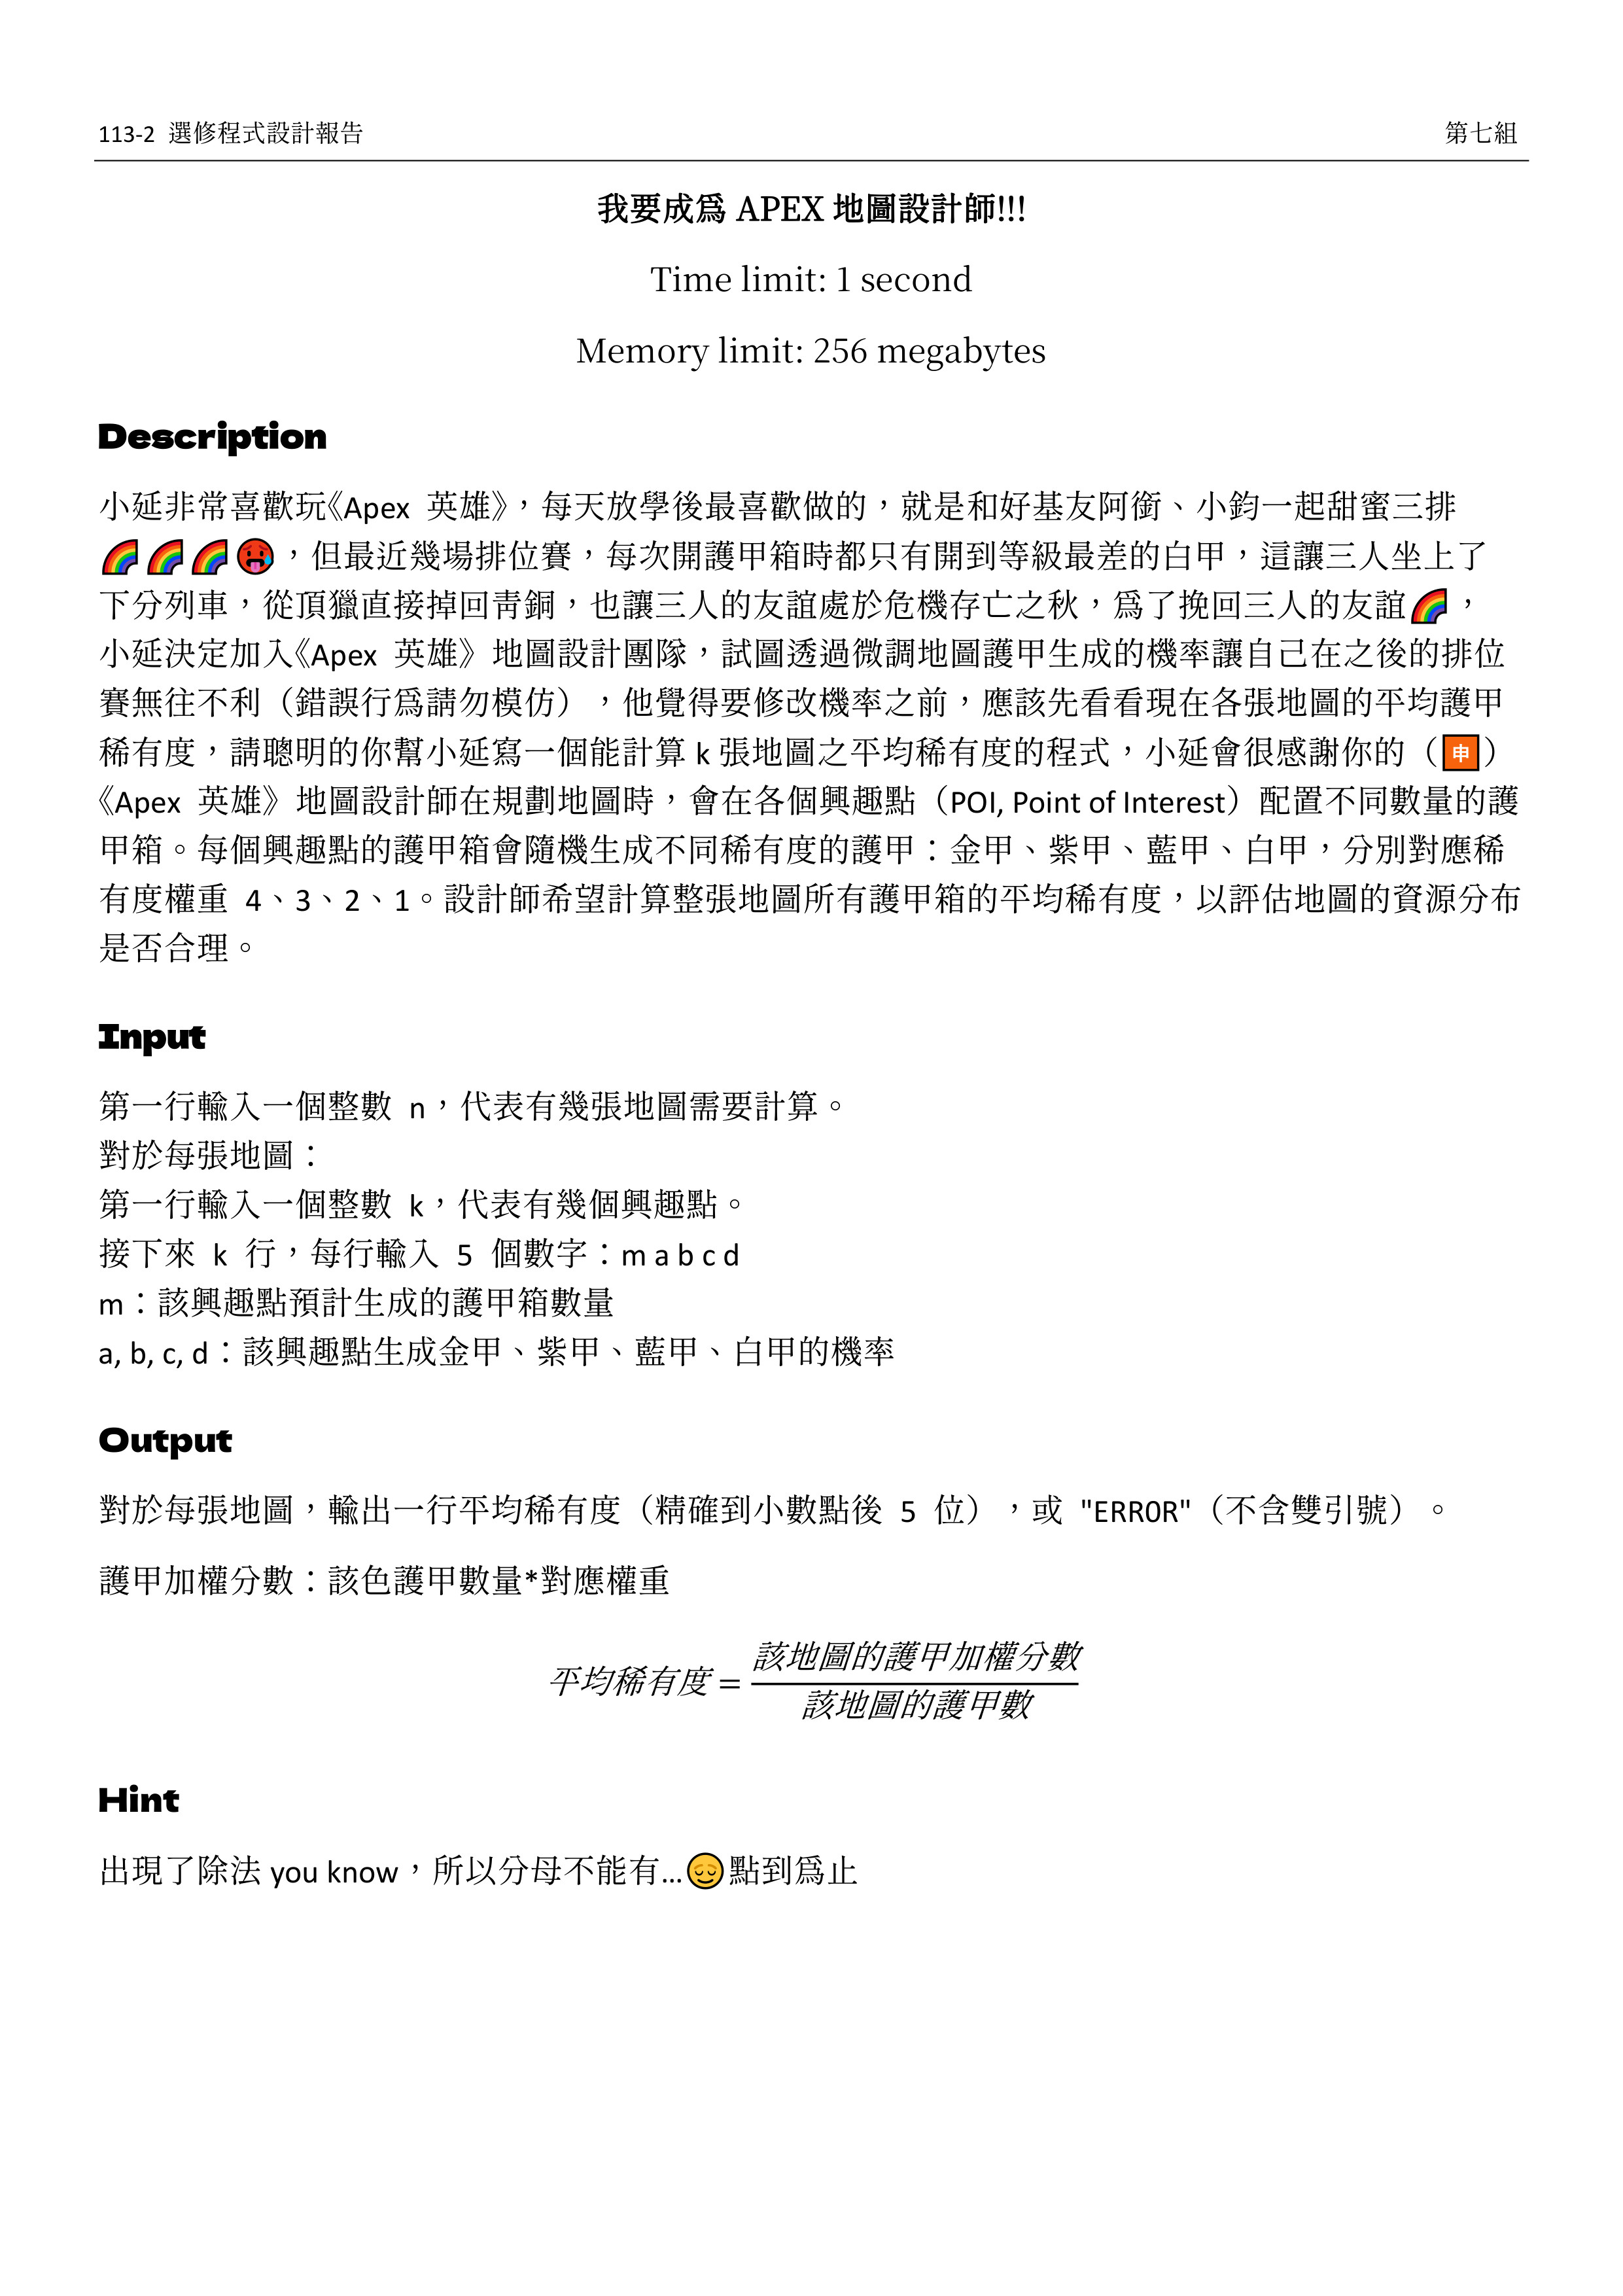 113-2 選修程式設計報告 第七組
我要成為 APEX 地圖設計師!!!
Time limit: 1 second
Memory limit: 256 megabytes
Description
小延非常喜歡玩《Apex 英雄》，每天放學後最喜歡做的，就是和好基友阿銜、小鈞一起甜蜜三排
🌈🌈🌈🥵，但最近幾場排位賽，每次開護甲箱時都只有開到等級最差的白甲，這讓三人坐上了
下分列車，從頂獵直接掉回青銅，也讓三人的友誼處於危機存亡之秋，為了挽回三人的友誼🌈，
小延決定加入《Apex 英雄》地圖設計團隊，試圖透過微調地圖護甲生成的機率讓自己在之後的排位
賽無往不利（錯誤行為請勿模仿），他覺得要修改機率之前，應該先看看現在各張地圖的平均護甲
稀有度，請聰明的你幫小延寫一個能計算 k 張地圖之平均稀有度的程式，小延會很感謝你的（🈸）
《Apex 英雄》地圖設計師在規劃地圖時，會在各個興趣點（POI, Point of Interest）配置不同數量的護
甲箱。每個興趣點的護甲箱會隨機生成不同稀有度的護甲：金甲、紫甲、藍甲、白甲，分別對應稀
有度權重 4、3、2、1。設計師希望計算整張地圖所有護甲箱的平均稀有度，以評估地圖的資源分布
是否合理。
Input
第一行輸入一個整數 n，代表有幾張地圖需要計算。
對於每張地圖：
第一行輸入一個整數 k，代表有幾個興趣點。
接下來 k 行，每行輸入 5 個數字：m a b c d
m：該興趣點預計生成的護甲箱數量
a, b, c, d：該興趣點生成金甲、紫甲、藍甲、白甲的機率
Output
對於每張地圖，輸出一行平均稀有度（精確到小數點後 5 位），或 "ERROR"（不含雙引號）。
護甲加權分數：該色護甲數量*對應權重
平均稀有度 = 該地圖的護甲加權分數
該地圖的護甲數
Hint
出現了除法 you know，所以分母不能有...😌點到為止